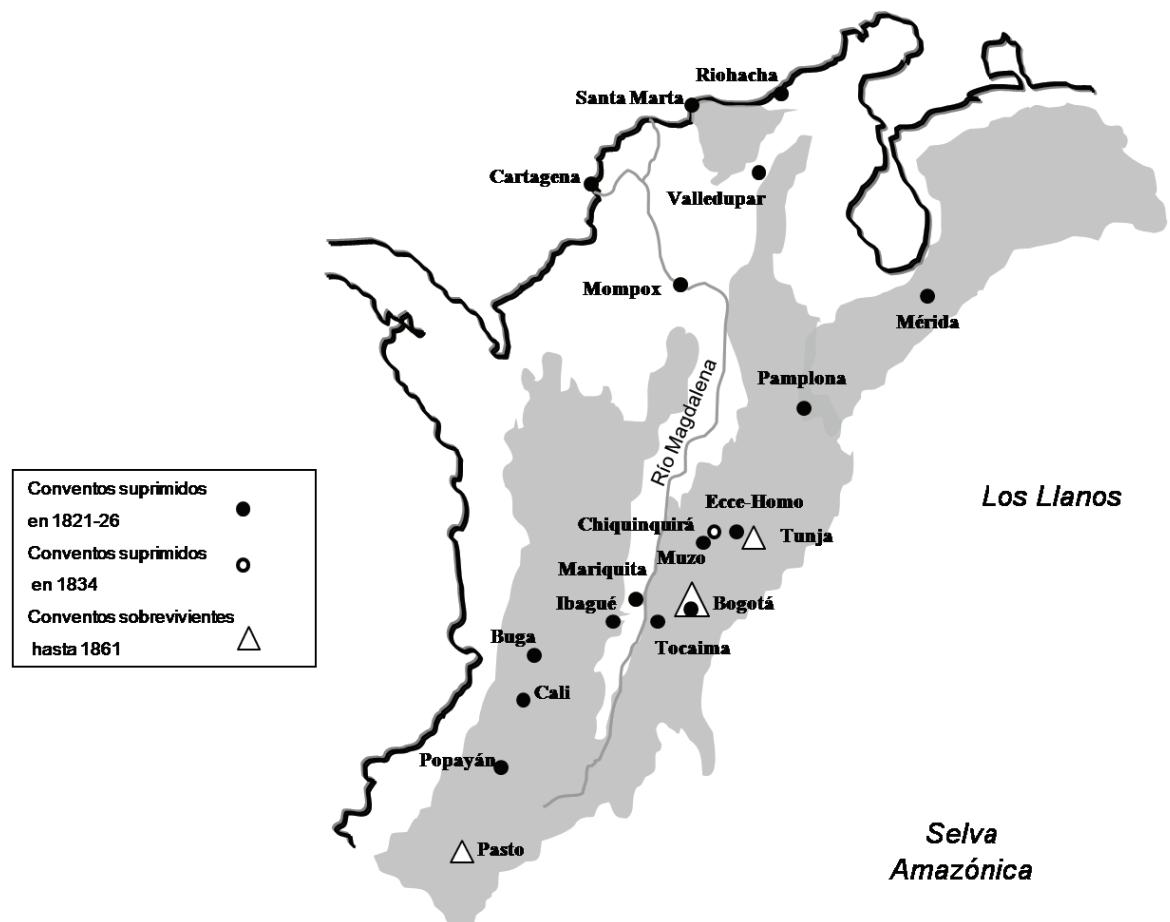 Riohacha
Santa Marta
Cartagena
Valledupar
Mompox
Mérida
Pamplona
Río Magdalena
Conventos suprimidos
en 1821-26
Conventos suprimidos
en 1834
Conventos sobrevivientes
hasta 1861
Los Llanos
Ecce-Homo
Chiquinquirá
Tunja
Muzo
Mariquita
Ibagué
Bogotá
Buga
Tocaima
Cali
Popayán
Pasto
Selva
Amazónica